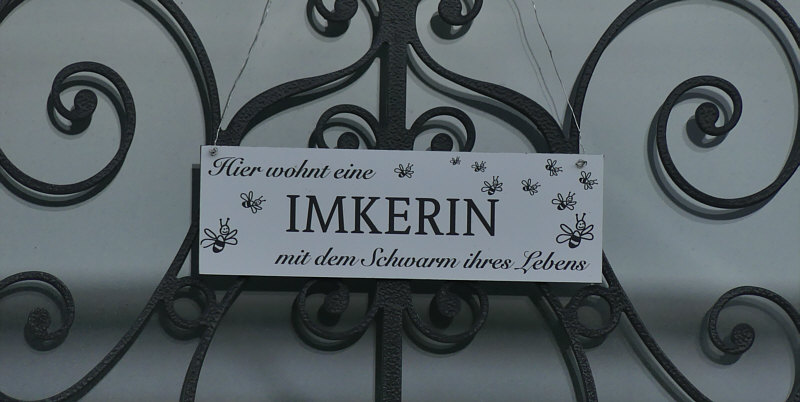 Hier wohnt eine
IMKERIN
mit dem Schwarm ihres Lebens